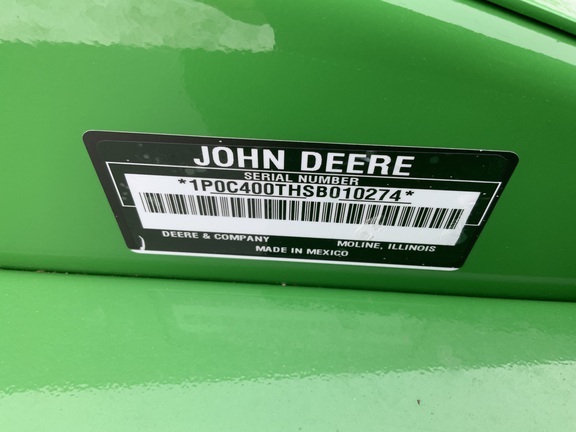 JOHN DEERE
SERIAL NUMBER
*1P0C400THSB010274*
DEERE & COMPANY MOLINE, ILLINOIS
MADE IN MEXICO